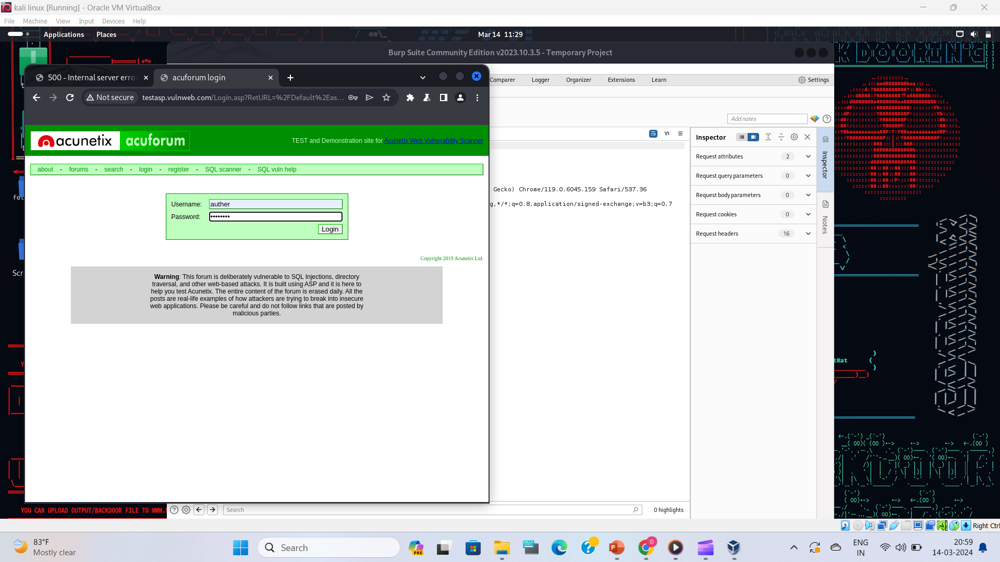 kali linux [Running] - Oracle VM VirtualBox
File Machine View Input Devices Help
Applications Places
Mar 14 11:29
Burp Suite Community Edition v2023.10.3.5 - Temporary Project
500 - Internal server erro
acuforum login
Comparer Logger Organizer Extensions Learn
Settings
Not secure
testasp.vulnweb.com/Login.asp?RetURL=%2FDefault%2Eas...
Add notes
acunetix acuforum
TEST and Demonstration site for Acunetix Web Vulnerability Scanner
\n
Inspector
Request attributes 2
Request query parameters 0
Request body parameters 0
Request cookies 0
Request headers 16
Inspector
Notes
about - forums - search - login - register - SQL scanner - SQL vuln help
Gecko) Chrome/119.0.6045.159 Safari/537.36
g,*/*;q=0.8,application/signed-exchange;v=b3;q=0.7
Username: auther
Password: ••••••••
Login
Copyright 2019 Acunetix Ltd.
Warning: This forum is deliberately vulnerable to SQL Injections, directory
traversal, and other web-based attacks. It is built using ASP and it is here to
help you test Acunetix. The entire content of the forum is erased daily. All the
posts are real-life examples of how attackers are trying to break into insecure
web applications. Please be careful and do not follow links that are posted by
malicious parties.
Scr
tRat
YOU CAN UPLOAD OUTPUT/BACKDOOR FILE TO WWW.
Search
0 highlights
Right Ctrl
83°F
Mostly clear
Search
PRE
D
ENG
IN
20:59
14-03-2024